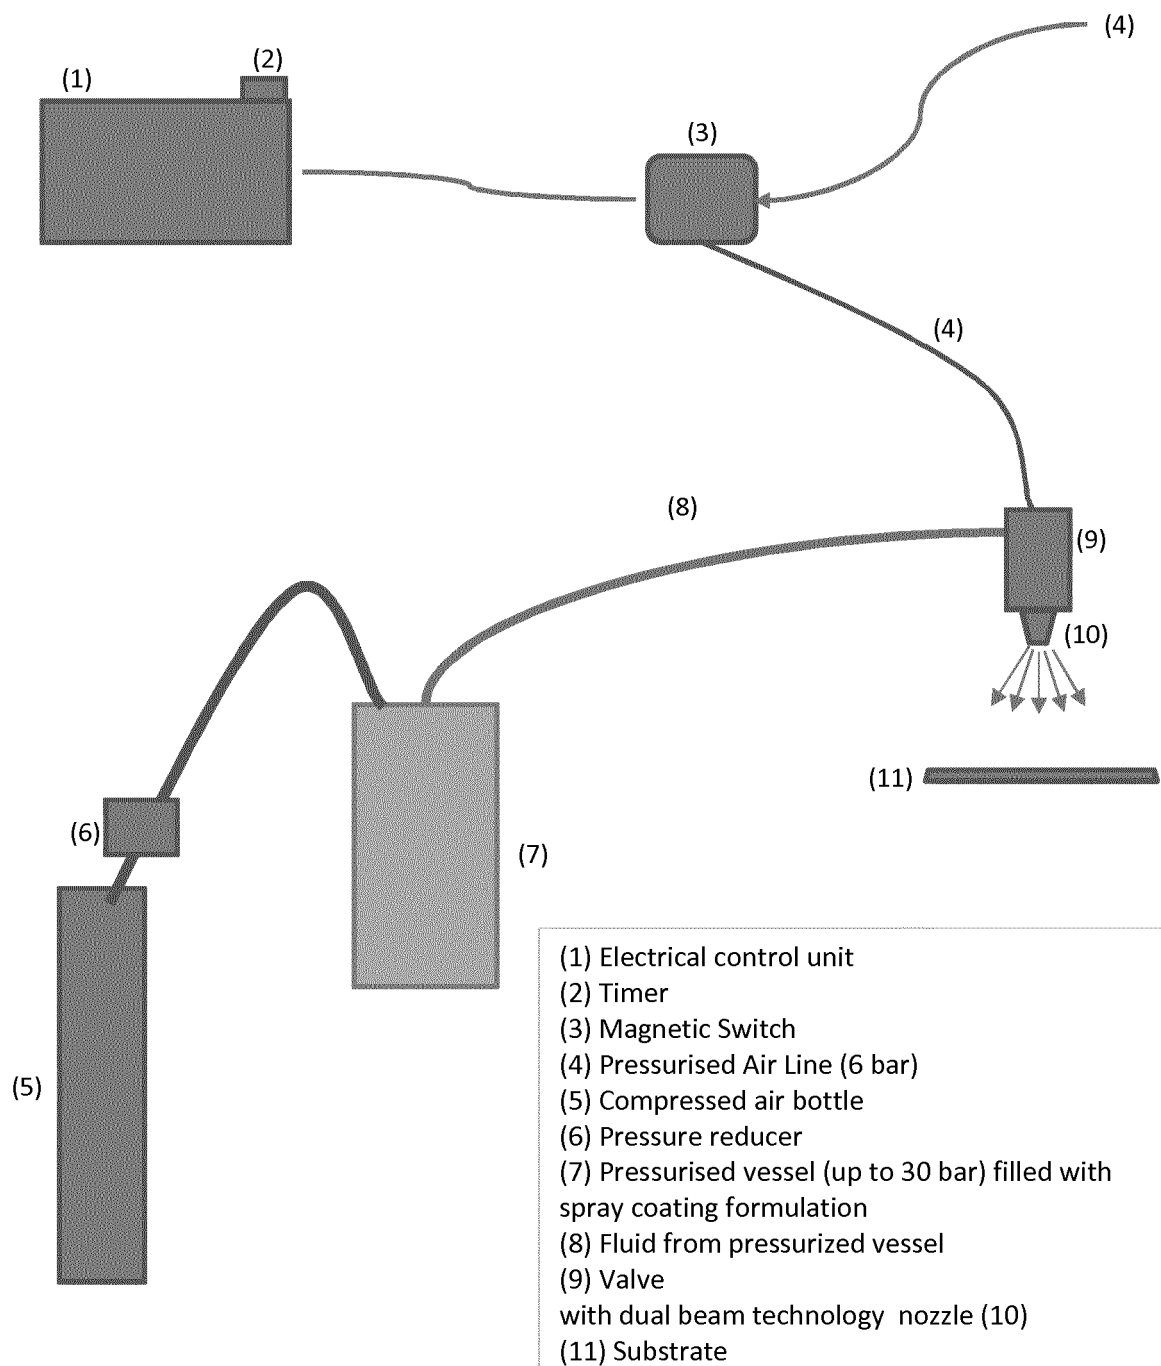 (4)
(2)
(1)
(3)
(4)
(8)
(9)
(10)
(11)
(6)
(7)
(5)
(1) Electrical control unit
(2) Timer
(3) Magnetic Switch
(4) Pressurised Air Line (6 bar)
(5) Compressed air bottle
(6) Pressure reducer
(7) Pressurised vessel (up to 30 bar) filled with
spray coating formulation
(8) Fluid from pressurized vessel
(9) Valve
with dual beam technology nozzle (10)
(11) Substrate